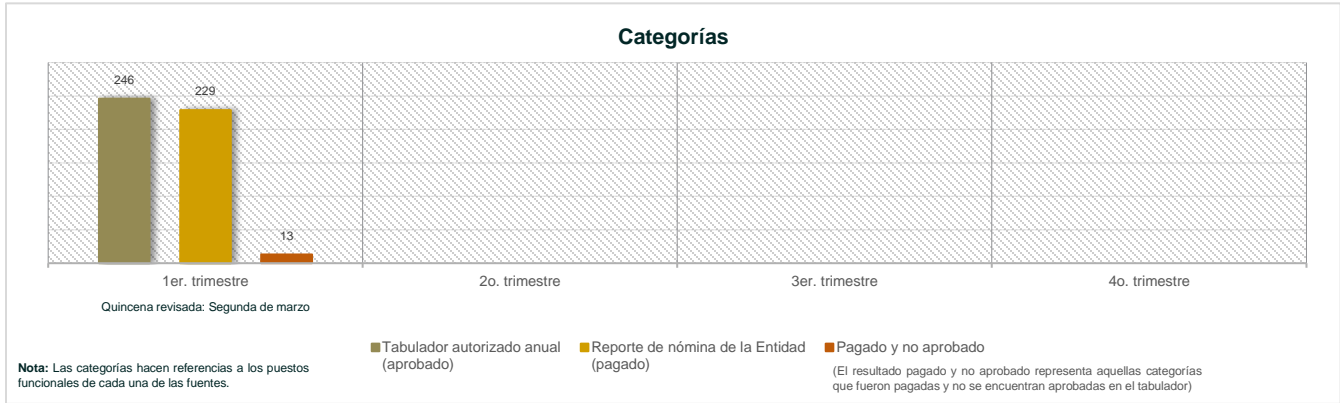 Categorías
246
229
13
1er. trimestre
2o. trimestre
3er. trimestre
4o. trimestre
Quincena revisada: Segunda de marzo
Tabulador autorizado anual
(aprobado)
Reporte de nómina de la Entidad
(pagado)
Pagado y no aprobado
(El resultado pagado y no aprobado representa aquellas categorías
que fueron pagadas y no se encuentran aprobadas en el tabulador)
Nota: Las categorías hacen referencias a los puestos
funcionales de cada una de las fuentes.